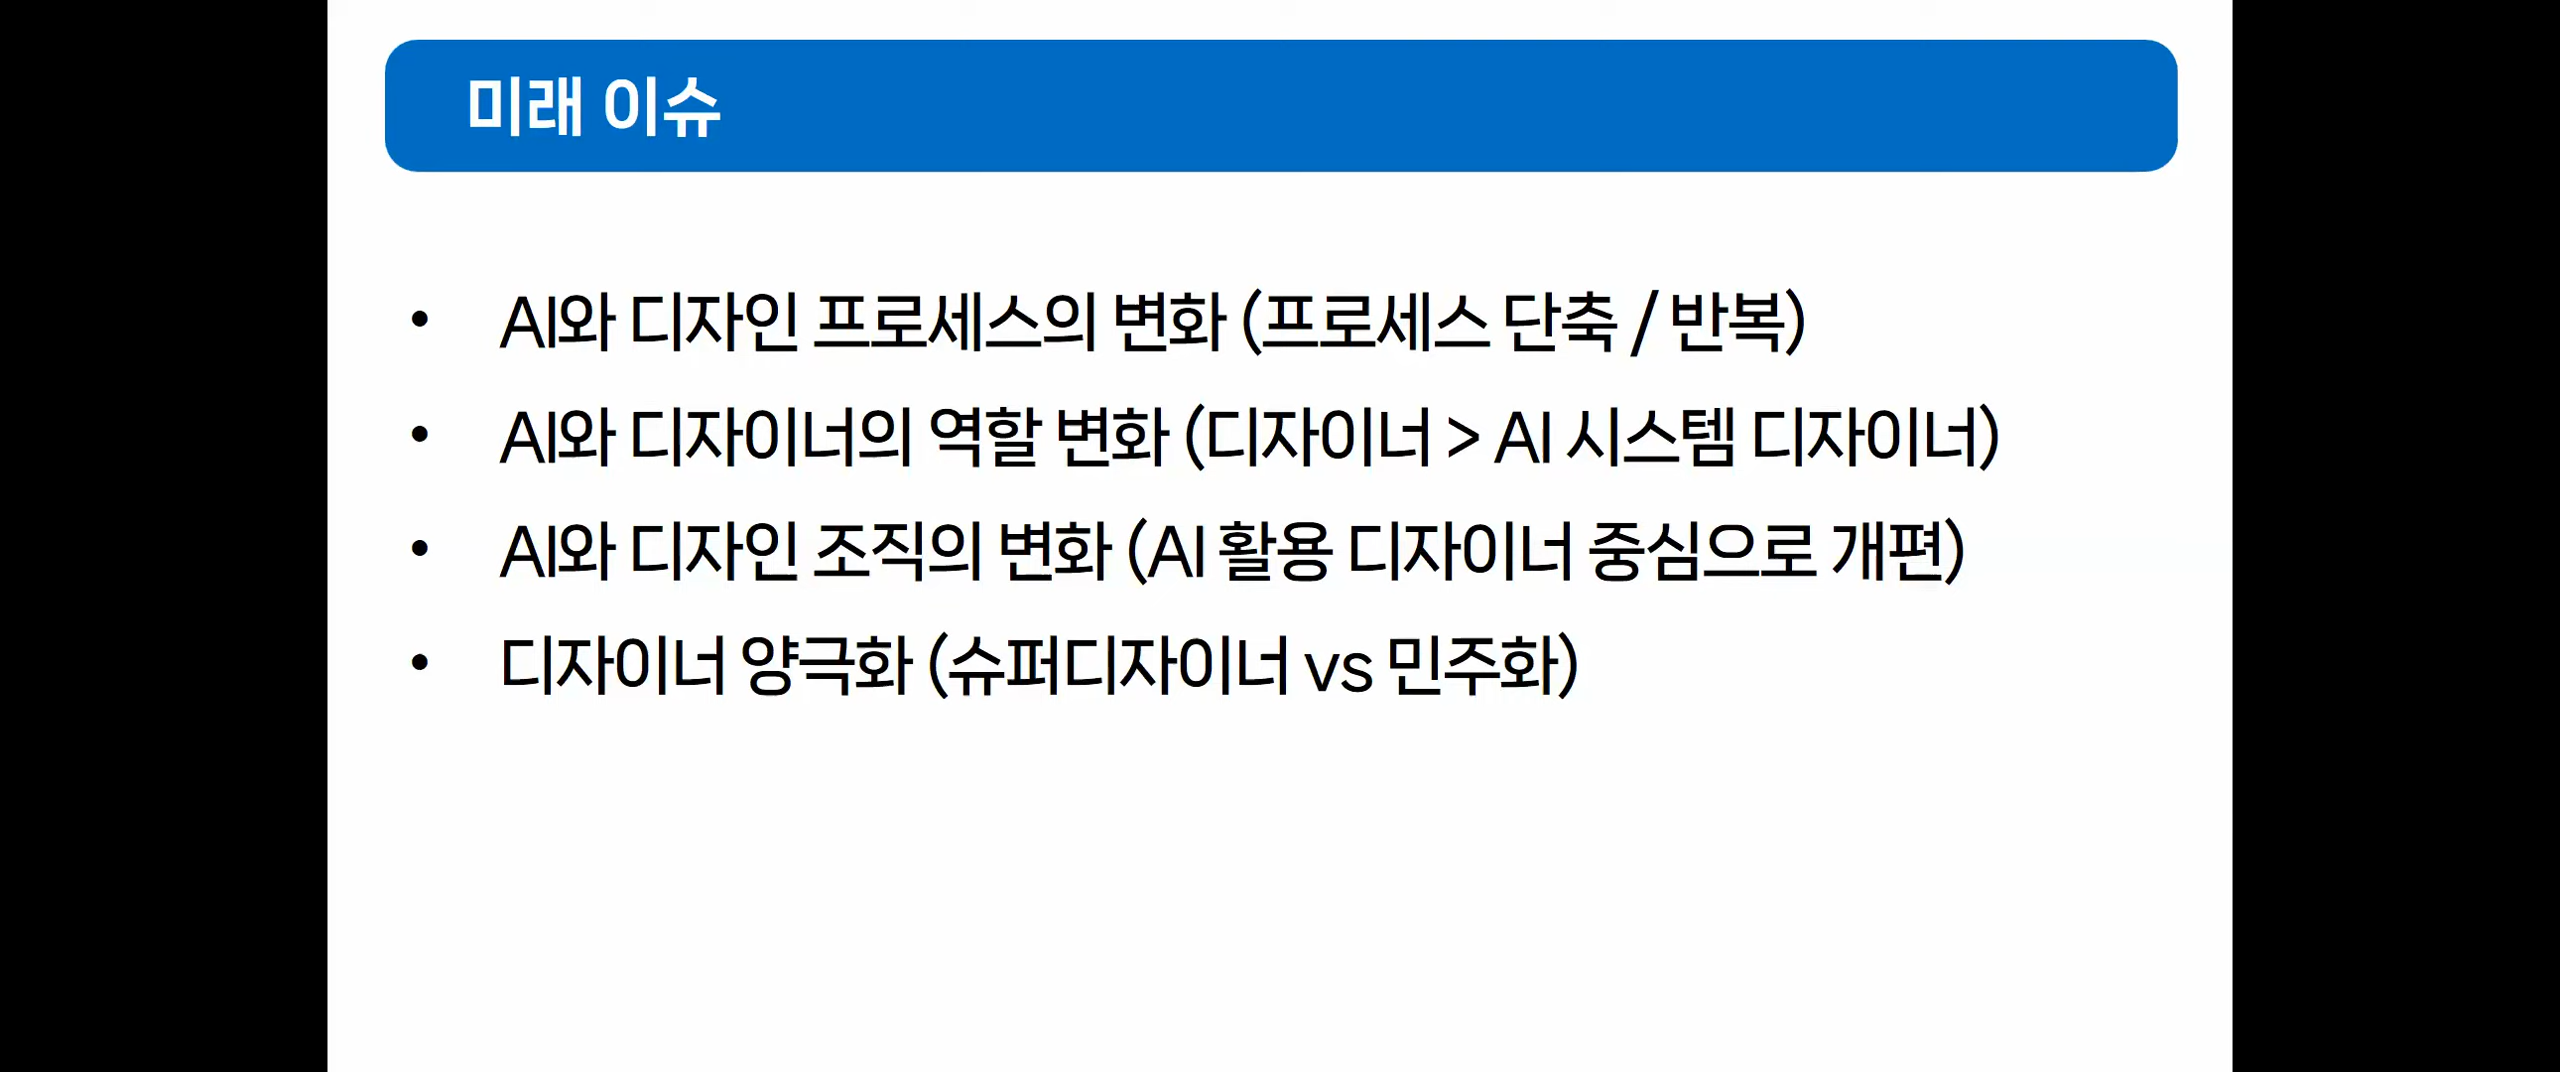 미래 이슈
• AI와 디자인 프로세스의 변화 (프로세스 단축 / 반복)
• AI와 디자이너의 역할 변화 (디자이너 > AI 시스템 디자이너)
• AI와 디자인 조직의 변화 (AI 활용 디자이너 중심으로 개편)
• 디자이너 양극화 (슈퍼디자이너 vs 민주화)